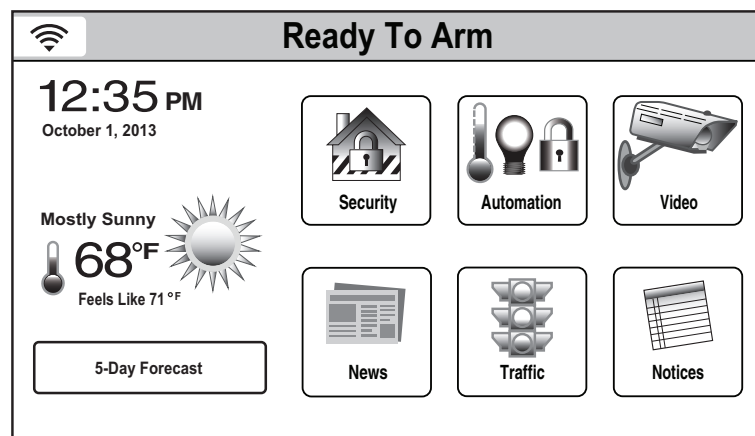 Ready To Arm
12:35 PM
October 1, 2013
Mostly Sunny
68°F
Feels Like 71°F
5-Day Forecast
Security
Automation
Video
News
Traffic
Notices